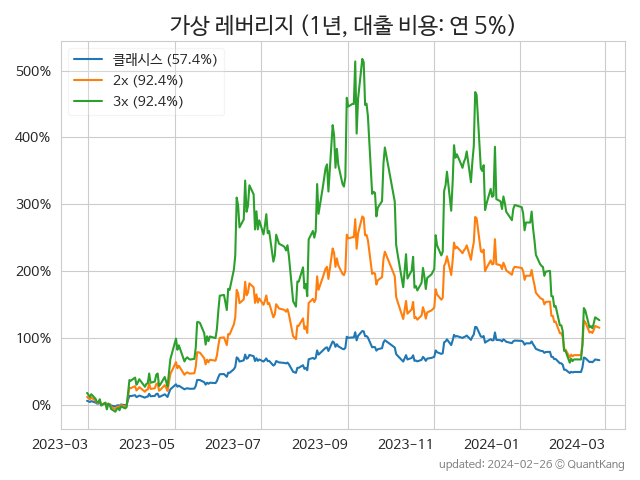 가상 레버리지 (1년, 대출 비용: 연 5%)
클래시스 (57.4%)
2x (92.4%)
3x (92.4%)
500%
400%
300%
200%
100%
0%
2023-03 2023-05 2023-07 2023-09 2023-11 2024-01 2024-03
updated: 2024-02-26 © QuantKang